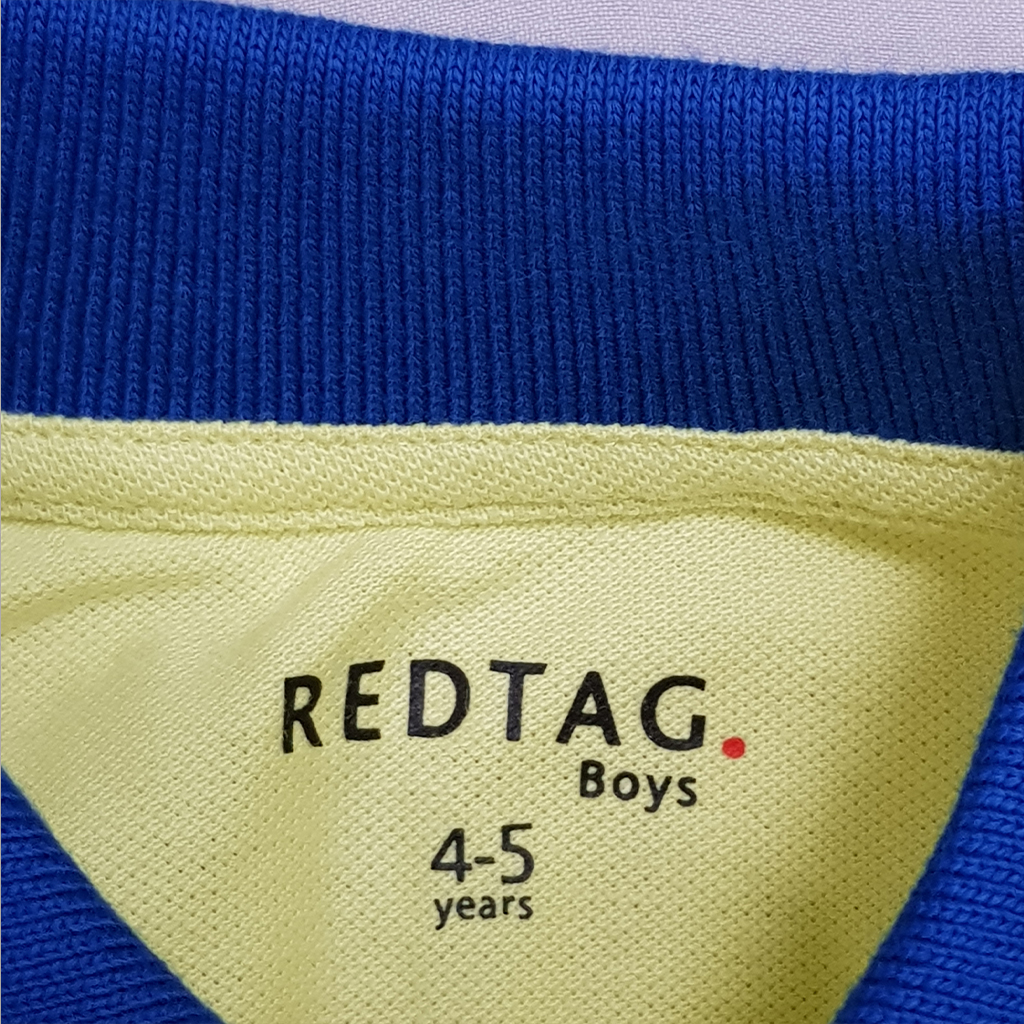 REDTAG.
Boys
4-5
years